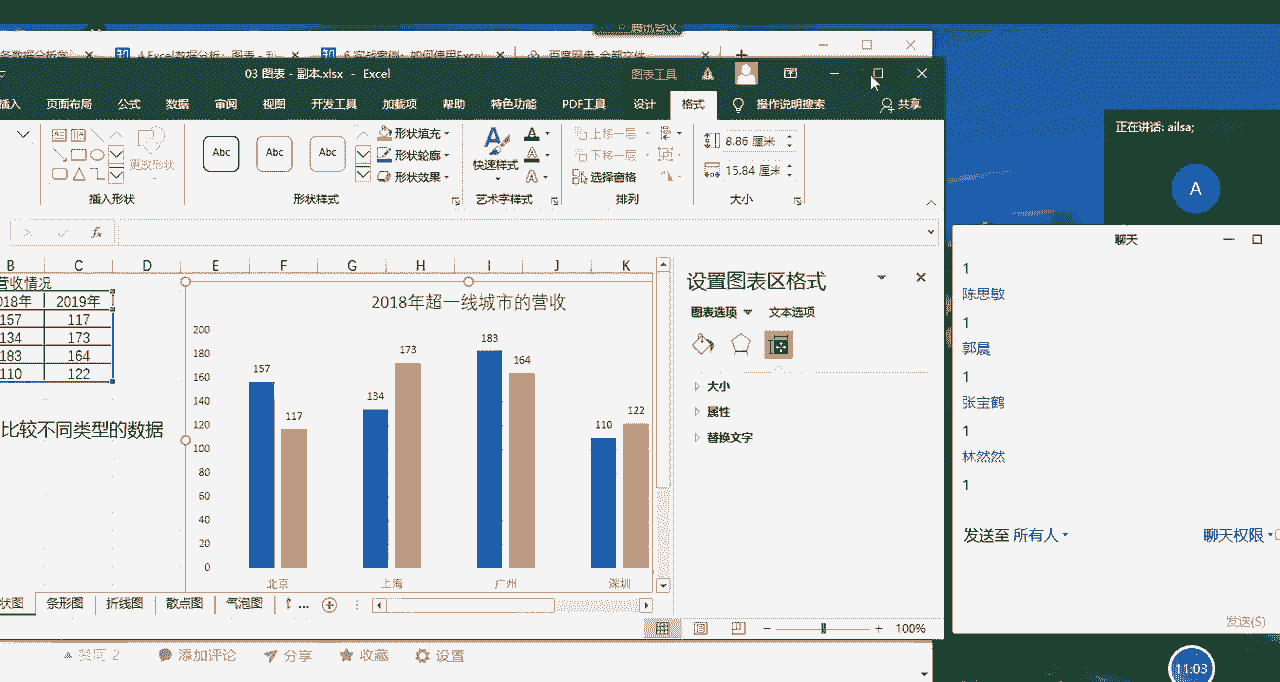 腾讯会议
各数据分析学
4 Excel数据分析：图表 - 知
6 实战案例：如何使用Excel
百度网盘-全部文件
03 图表 - 副本.xlsx - Excel
图表工具
插入 页面布局 公式 数据 审阅 视图 开发工具 加载项 帮助 特色功能 PDF工具 设计 格式 操作说明搜索 共享
更改形状
插入形状
Abc Abc Abc
形状填充
形状轮廓
形状效果
形状样式
快速样式
艺术字样式
上移一层
下移一层
选择窗格
排列
8.86 厘米
15.84 厘米
大小
fx
B C D E F G H I J K
营收情况
018年 2019年
157 117
134 173
183 164
110 122
比较不同类型的数据
2018年超一线城市的营收
200
180
160
140
120
100
80
60
40
20
0
157 117
134 173
183 164
110 122
北京 上海 广州 深圳
设置图表区格式
图表选项 文本选项
大小
属性
替换文字
状图 条形图 折线图 散点图 气泡图 ...
100%
赞同 2 添加评论 分享 收藏 设置
正在讲话: ailsa;
A
聊天
1
陈思敏
1
郭晨
1
张宝鹤
1
林然然
1
发送至 所有人
聊天权限
发送(S)
11:03